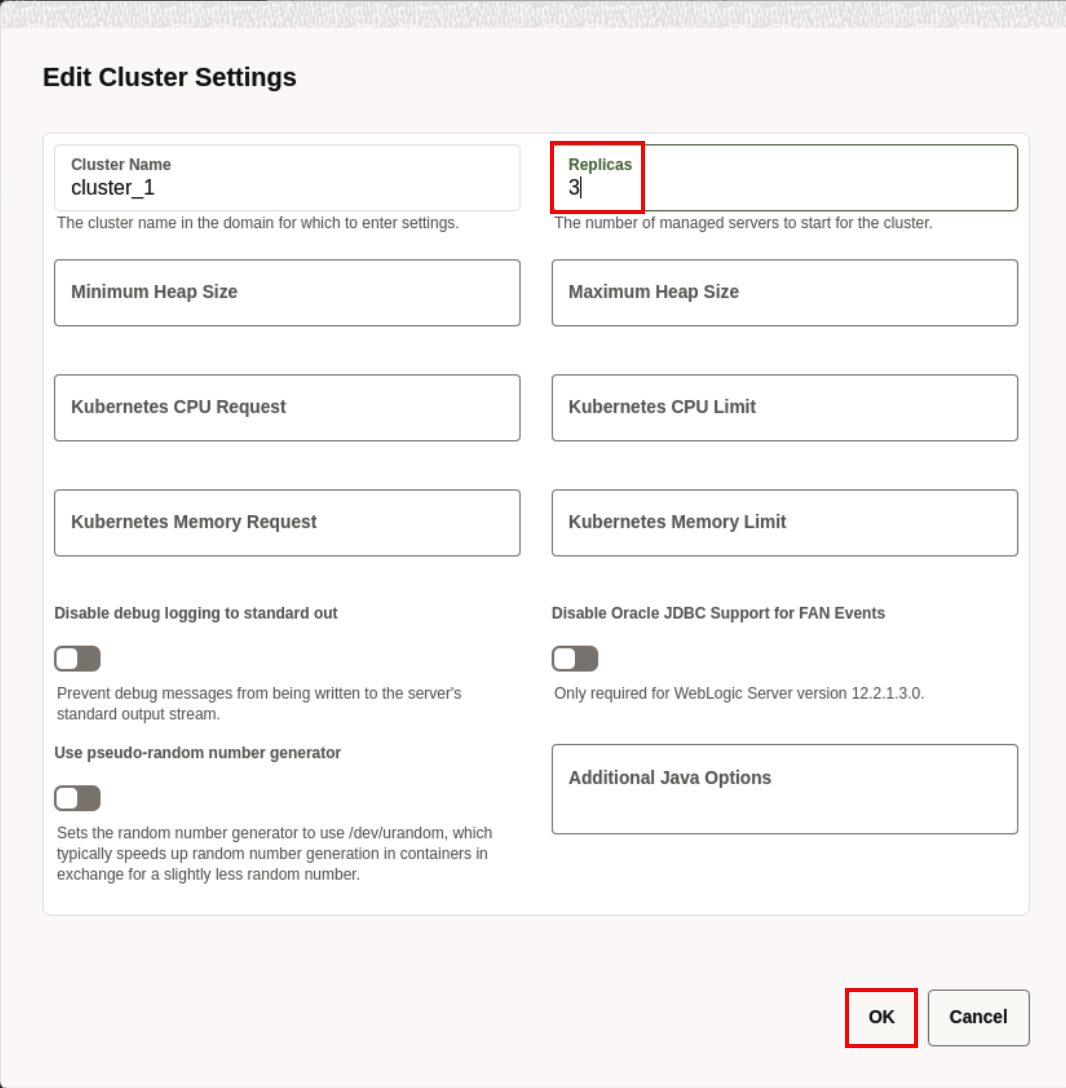 Edit Cluster Settings
Cluster Name
cluster_1
The cluster name in the domain for which to enter settings.
Replicas
3
The number of managed servers to start for the cluster.
Minimum Heap Size
Maximum Heap Size
Kubernetes CPU Request
Kubernetes CPU Limit
Kubernetes Memory Request
Kubernetes Memory Limit
Disable debug logging to standard out
Prevent debug messages from being written to the server's
standard output stream.
Disable Oracle JDBC Support for FAN Events
Only required for WebLogic Server version 12.2.1.3.0.
Use pseudo-random number generator
Sets the random number generator to use /dev/urandom, which
typically speeds up random number generation in containers in
exchange for a slightly less random number.
Additional Java Options
OK
Cancel